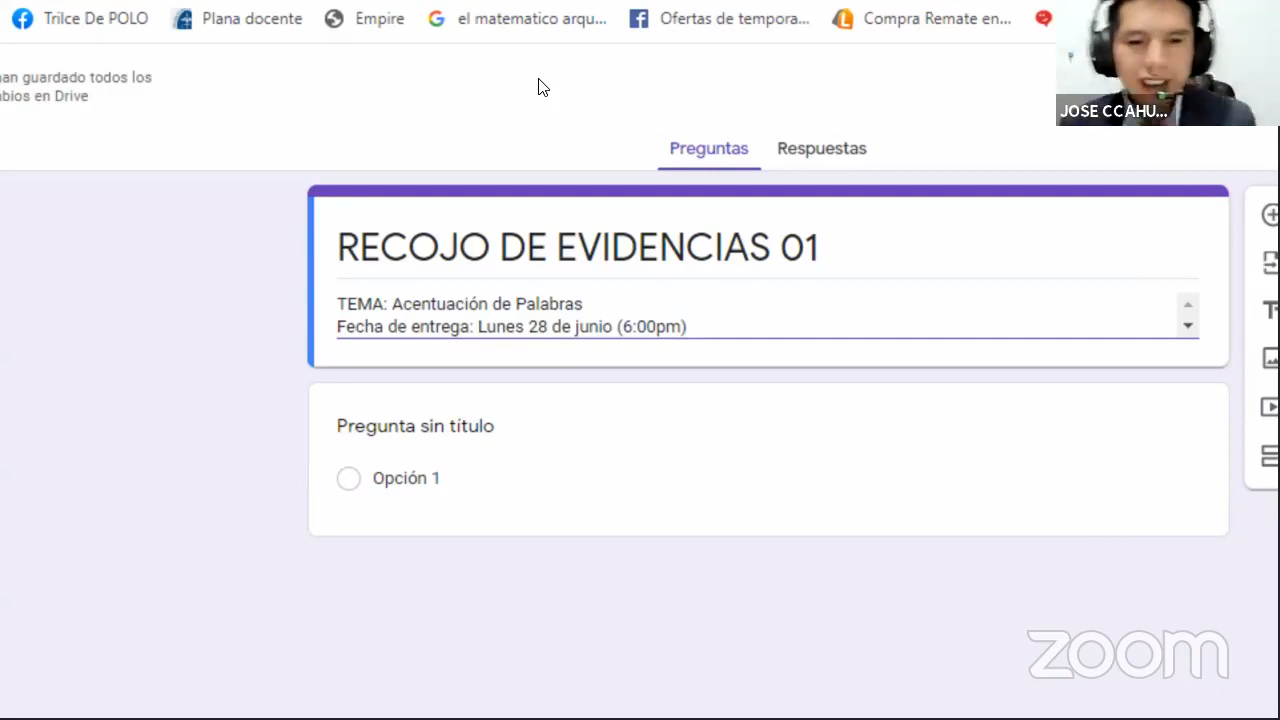 Trilce De POLO
Plana docente
Empire
el matematico arqu...
Ofertas de tempora...
Compra Remate en...
an guardado todos los
bios en Drive
JOSE CCAHU...
Preguntas
Respuestas
RECOJO DE EVIDENCIAS 01
TEMA: Acentuación de Palabras
Fecha de entrega: Lunes 28 de junio (6:00pm)
Pregunta sin título
Opción 1
zoom